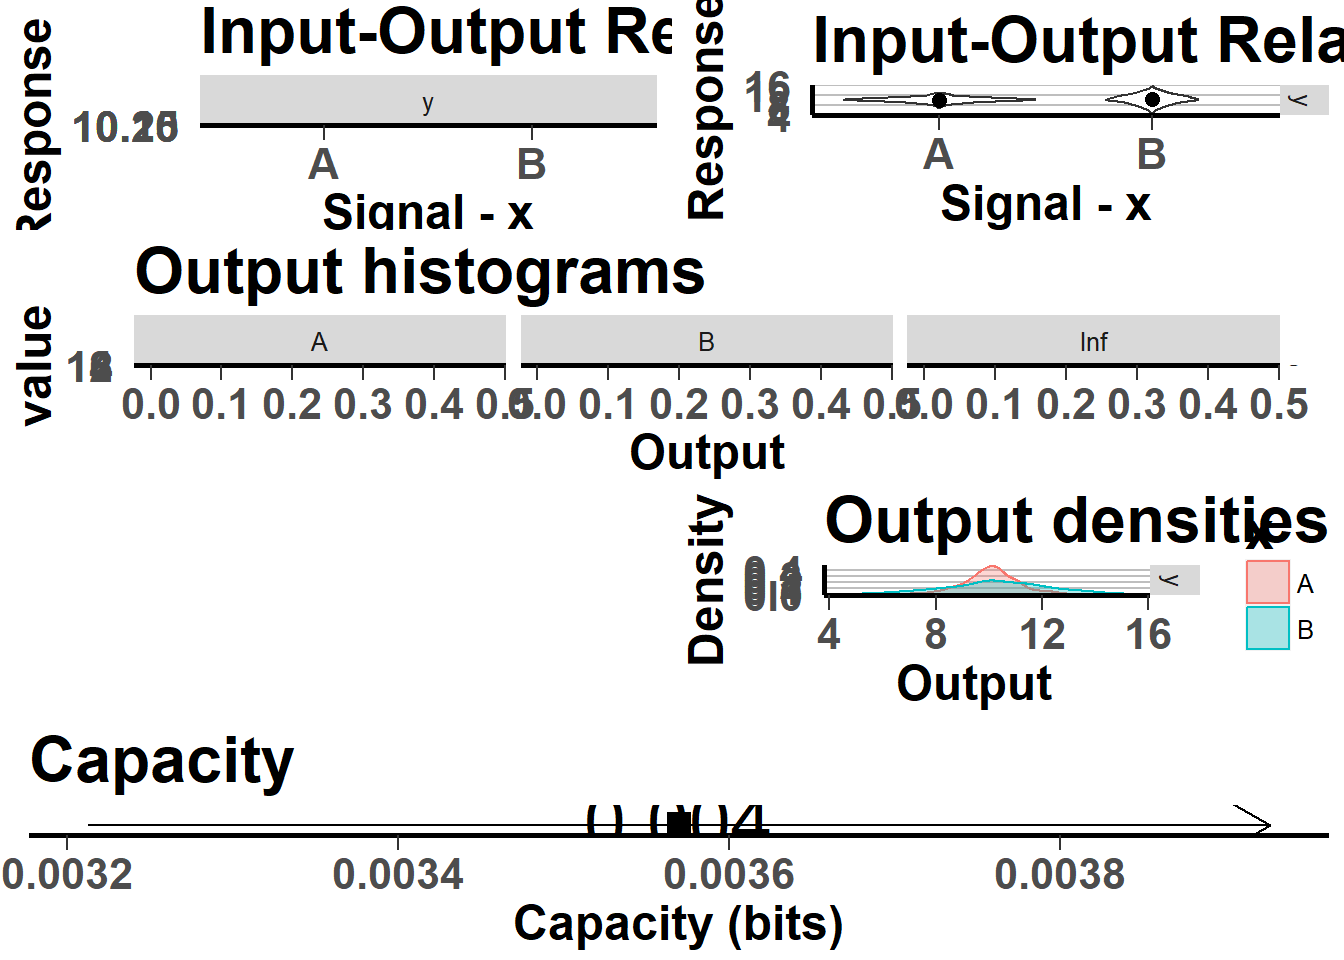 Input-Output Re
Response
y
A B
Signal - x
Input-Output Rela
Response
16
4
y
A B
Signal - x
Output histograms
value
A B Inf
0.0 0.1 0.2 0.3 0.4 0.0 0.1 0.2 0.3 0.4 0.0 0.1 0.2 0.3 0.4 0.5
Output
Output densities
Density
y
x
A
B
4 8 12 16
Output
Capacity
0.004
0.0032 0.0034 0.0036 0.0038
Capacity (bits)